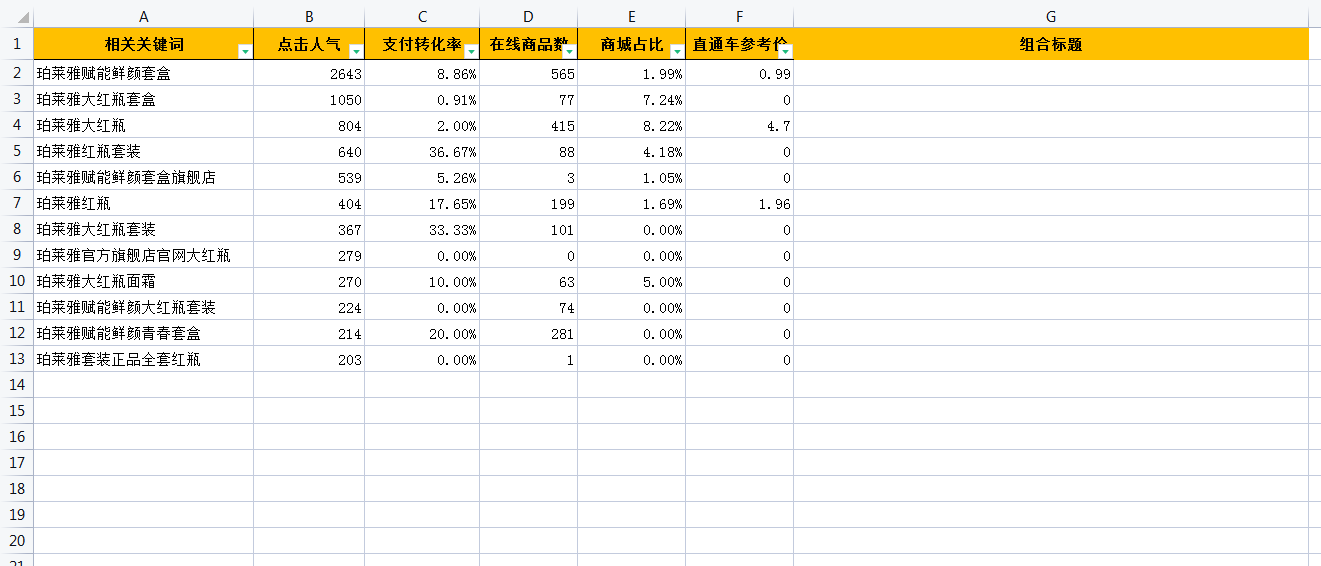 A B C D E F G
1 相关关键词 点击人气 支付转化率 在线商品数 商城占比 直通车参考价 组合标题
2 珀莱雅赋能鲜颜套盒 2643 8.86% 565 1.99% 0.99
3 珀莱雅大红瓶套盒 1050 0.91% 77 7.24% 0
4 珀莱雅大红瓶 804 2.00% 415 8.22% 4.7
5 珀莱雅红瓶套装 640 36.67% 88 4.18% 0
6 珀莱雅赋能鲜颜套盒旗舰店 539 5.26% 3 1.05% 0
7 珀莱雅红瓶 404 17.65% 199 1.69% 1.96
8 珀莱雅大红瓶套装 367 33.33% 101 0.00% 0
9 珀莱雅官方旗舰店官网大红瓶 279 0.00% 0 0.00% 0
10 珀莱雅大红瓶面霜 270 10.00% 63 5.00% 0
11 珀莱雅赋能鲜颜大红瓶套装 224 0.00% 74 0.00% 0
12 珀莱雅赋能鲜颜青春套盒 214 20.00% 281 0.00% 0
13 珀莱雅套装正品全套红瓶 203 0.00% 1 0.00% 0
14
15
16
17
18
19
20
21